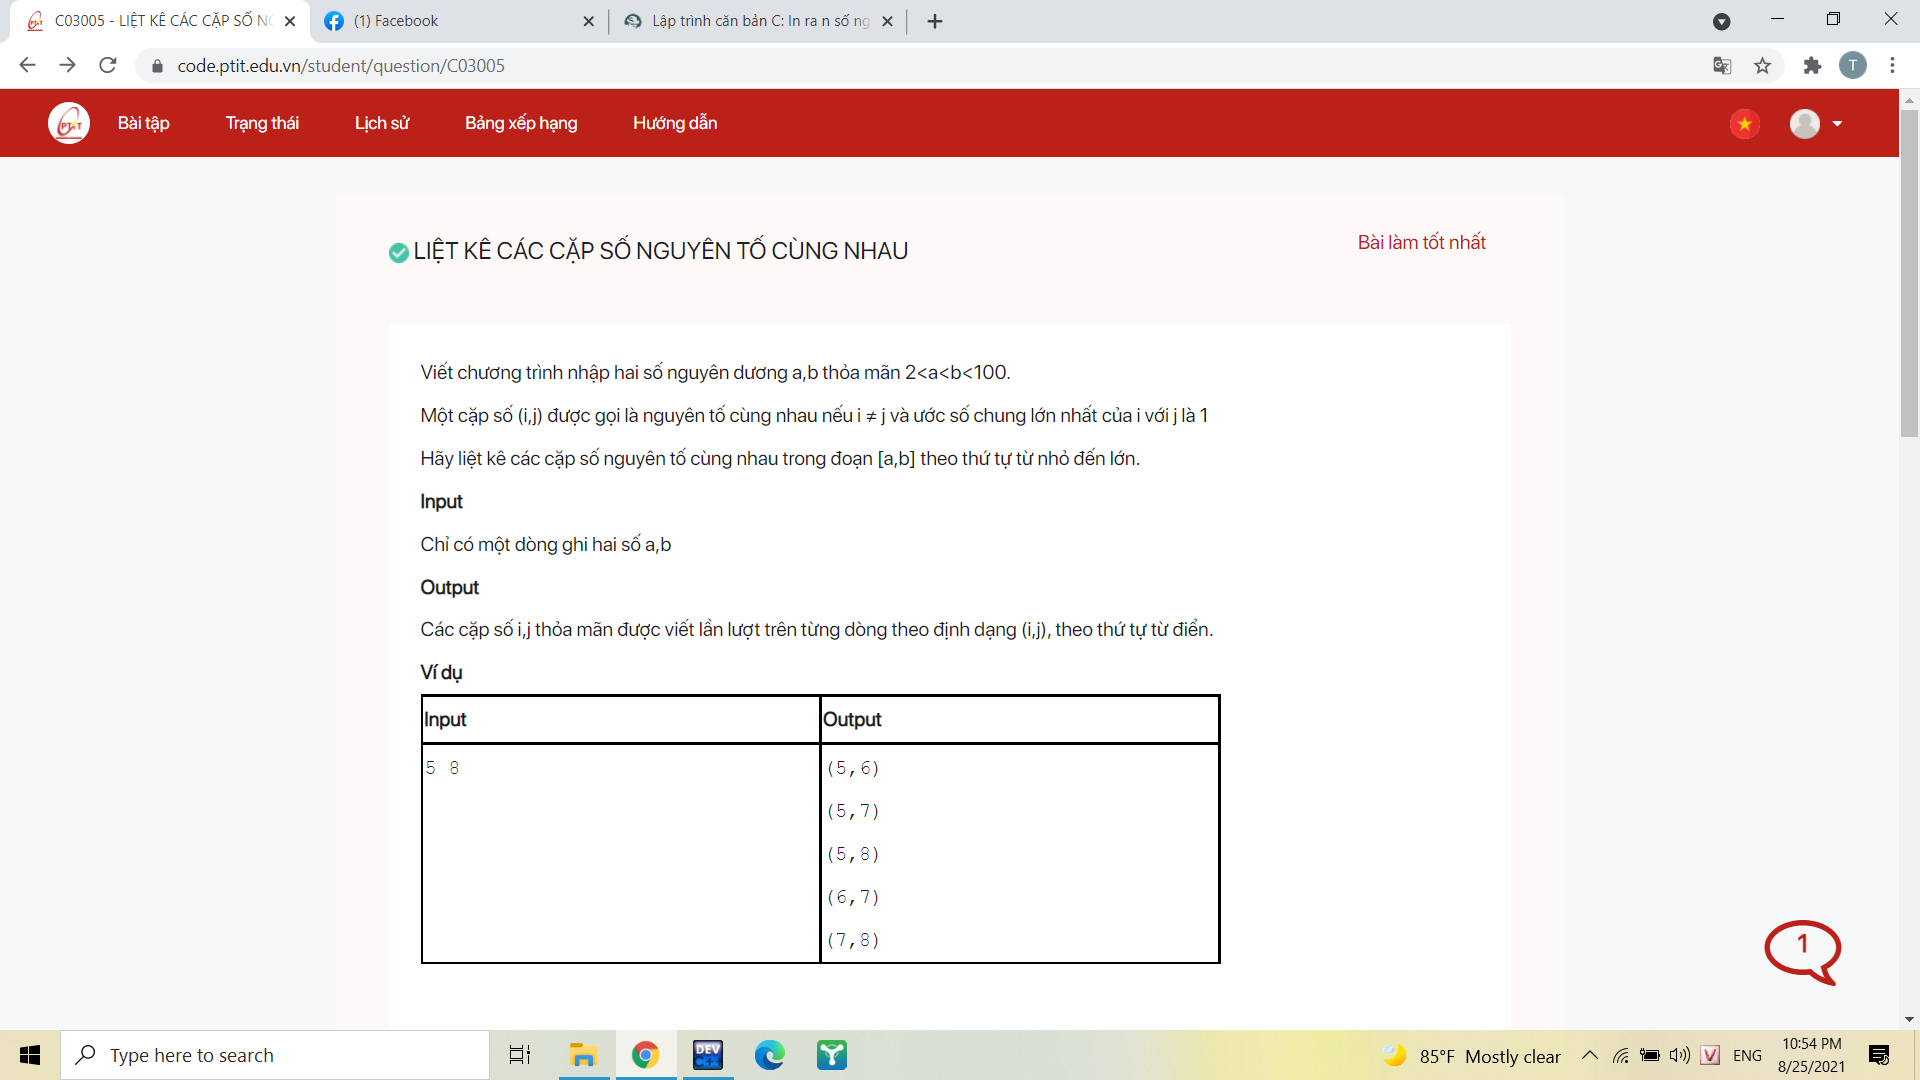 C03005 - LIỆT KÊ CÁC CẶP SỐ
(1) Facebook
Lập trình căn bản C: In ra n số
code.ptit.edu.vn/student/question/C03005
T
PTIT
Bài tập
Trạng thái
Lịch sử
Bảng xếp hạng
Hướng dẫn
LIỆT KÊ CÁC CẶP SỐ NGUYÊN TỐ CÙNG NHAU
Bài làm tốt nhất
Viết chương trình nhập hai số nguyên dương a,b thỏa mãn 2<a<b<100.
Một cặp số (i,j) được gọi là nguyên tố cùng nhau nếu i ≠ j và ước số chung lớn nhất của i với j là 1
Hãy liệt kê các cặp số nguyên tố cùng nhau trong đoạn [a,b] theo thứ tự từ nhỏ đến lớn.
Input
Chỉ có một dòng ghi hai số a,b
Output
Các cặp số i,j thỏa mãn được viết lần lượt trên từng dòng theo định dạng (i,j), theo thứ tự từ điển.
Ví dụ
Input Output
5 8 (5,6)
(5,7)
(5,8)
(6,7)
(7,8)
1
Type here to search
DEV
85°F Mostly clear
V
ENG
10:54 PM
8/25/2021